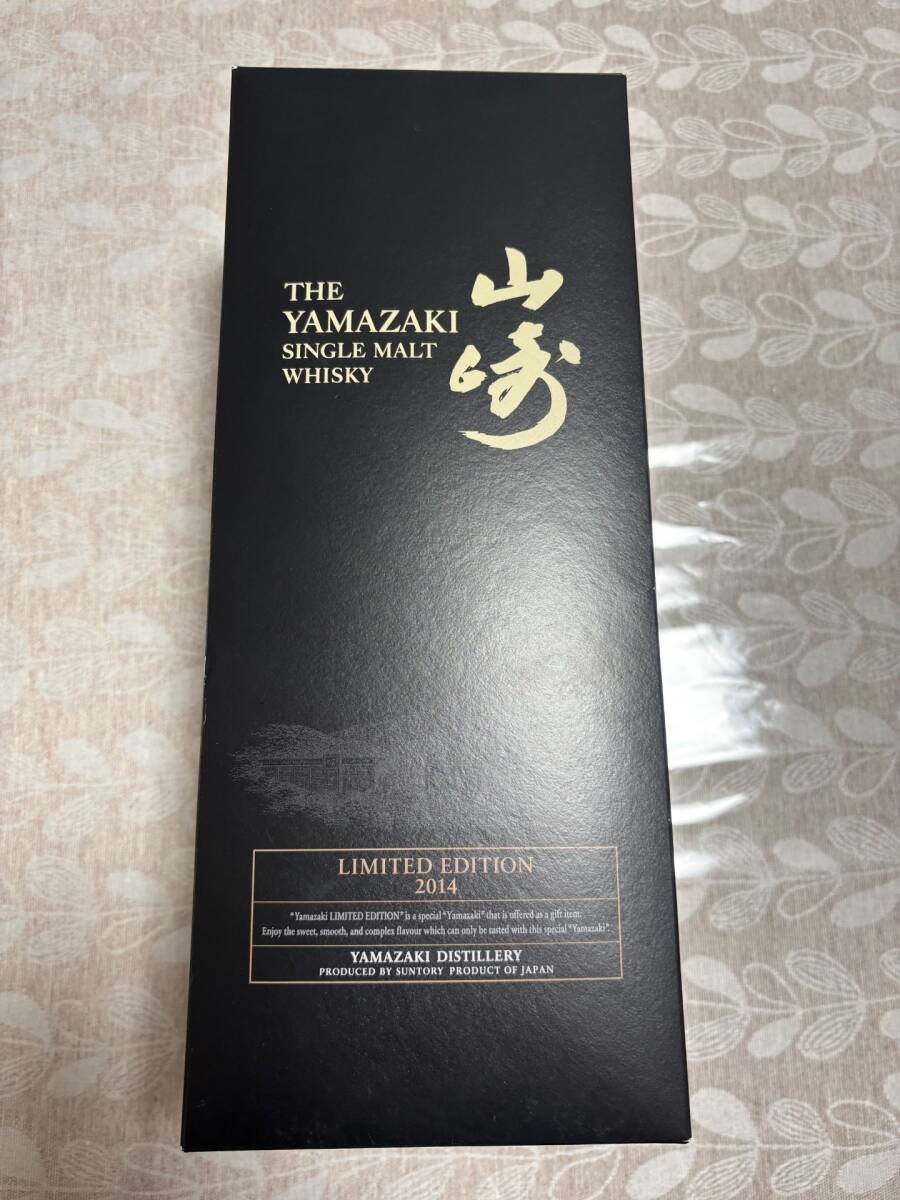 THE
YAMAZAKI
SINGLE MALT
WHISKY
山崎
LIMITED EDITION
2014
"Yamazaki LIMITED EDITION" is a special "Yamazaki" that is offered as a gift item.
Enjoy the sweet, smooth, and complex flavour which can only be tasted with this special "Yamazaki".
YAMAZAKI DISTILLERY
PRODUCED BY SUNTORY PRODUCT OF JAPAN